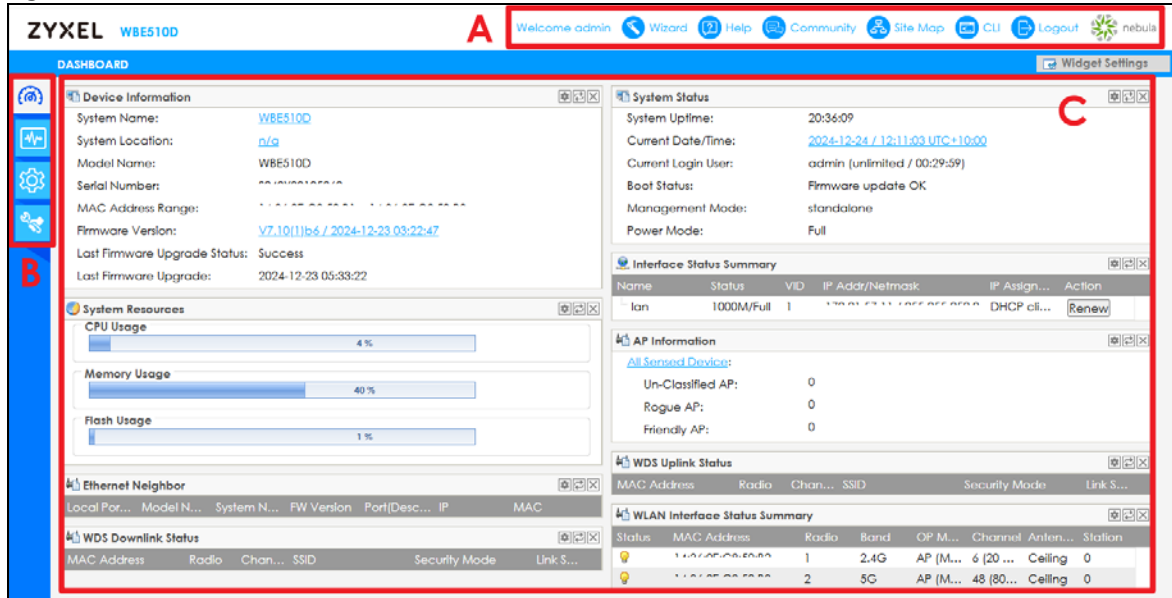 ZYXEL WBE510D
A
Welcome admin Wizard Help Community Site Map CLI Logout nebula
DASHBOARD
Widget Settings
B
C
Device Information
System Name: WBE510D
System Location: n/a
Model Name: WBE510D
Serial Number:
MAC Address Range:
Firmware Version: V7.10(1)b6 / 2024-12-23 03:22:47
Last Firmware Upgrade Status: Success
Last Firmware Upgrade: 2024-12-23 05:33:22
System Resources
CPU Usage
4 %
Memory Usage
40 %
Flash Usage
1 %
Ethernet Neighbor
Local Por... Model N... System N... FW Version Port(Desc... IP MAC
WDS Downlink Status
MAC Address Radio Chan... SSID Security Mode Link S...
System Status
System Uptime: 20:36:09
Current Date/Time: 2024-12-24 / 12:11:03 UTC+10:00
Current Login User: admin (unlimited / 00:29:59)
Boot Status: Firmware update OK
Management Mode: standalone
Power Mode: Full
Interface Status Summary
Name Status VID IP Addr/Netmask IP Assign... Action
lan 1000M/Full 1 DHCP cli... Renew
AP Information
All Sensed Device:
Un-Classified AP: 0
Rogue AP: 0
Friendly AP: 0
WDS Uplink Status
MAC Address Radio Chan... SSID Security Mode Link S...
WLAN Interface Status Summary
Status MAC Address Radio Band OP M... Channel Anten... Station
1 2.4G AP (M... 6 (20 ... Ceiling 0
2 5G AP (M... 48 (80... Ceiling 0